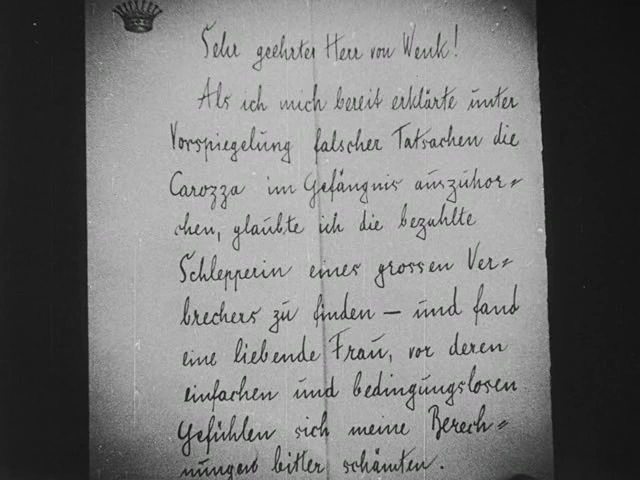 Sehr geehrter Herr von Wenk!
Als ich mich bereit erklärte unter
Vorspiegelung falscher Tatsachen die
Carozza im Gefängnis auszuhor=
chen, glaubte ich die bezahlte
Schlepperin eines grossen Ver=
brechers zu finden — und fand
eine liebende Frau, vor deren
einfachen und bedingungslosen
Gefühlen sich meine Berech=
nungen bitter schämten.